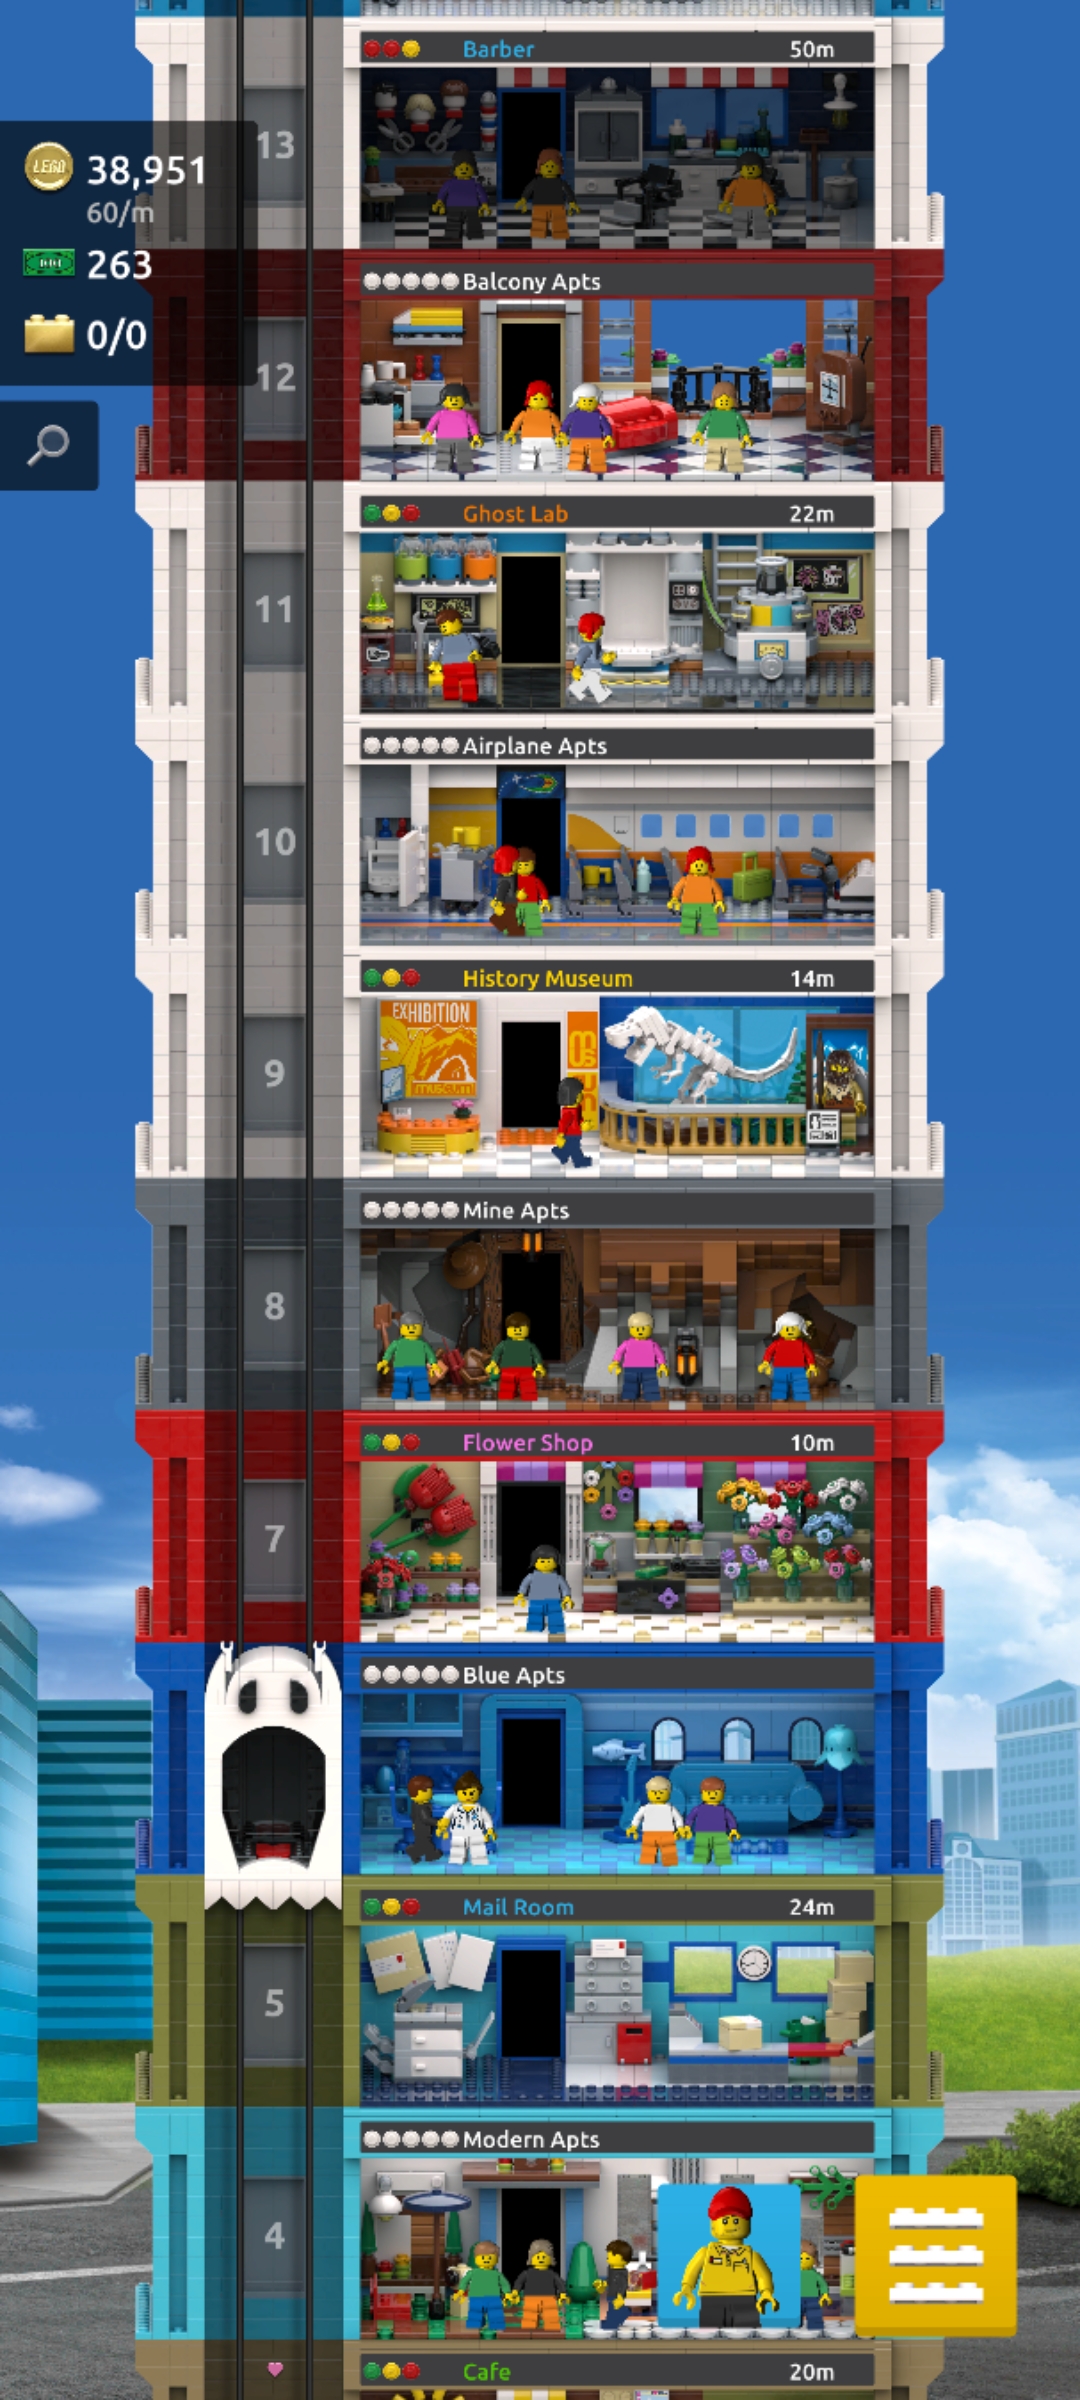 Barber 50m
13
LEGO 38,951
60/m
263
0/0
Balcony Apts
12
Ghost Lab 22m
11
Airplane Apts
10
History Museum 14m
EXHIBITION
9
Mine Apts
8
Flower Shop 10m
7
Blue Apts
Mail Room 24m
5
Modern Apts
4
Cafe 20m